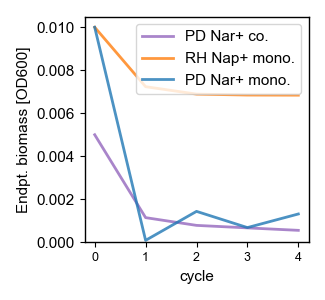 Endpt. biomass [OD600]
0.010
0.008
0.006
0.004
0.002
0.000
PD Nar+ co.
RH Nap+ mono.
PD Nar+ mono.
0 1 2 3 4
cycle